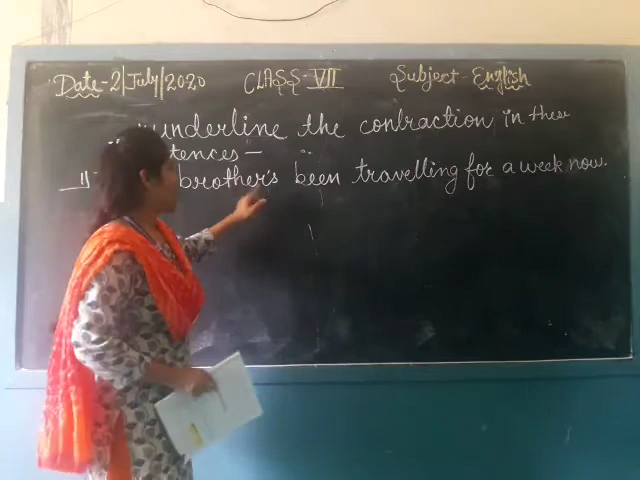 Date-2|July|2020 CLASS-VII Subject-English
underline the contraction in these
tences —
1) brother's been travelling for a week now.